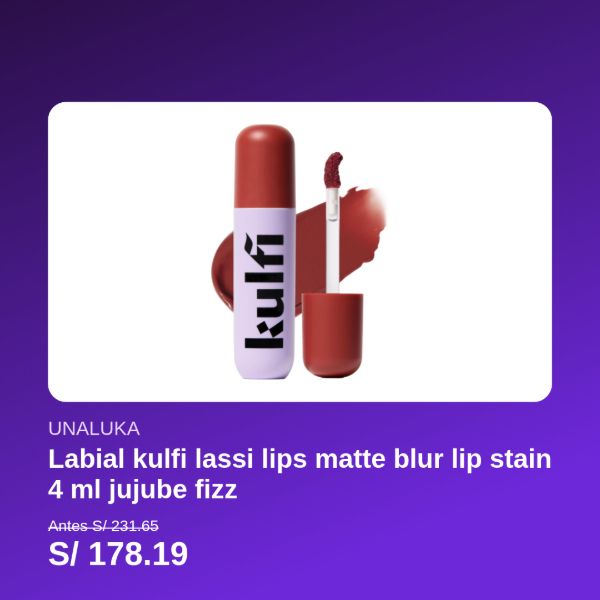 kulfi
UNALUKA
Labial kulfi lassi lips matte blur lip stain
4 ml jujube fizz
Antes S/ 231.65
S/ 178.19